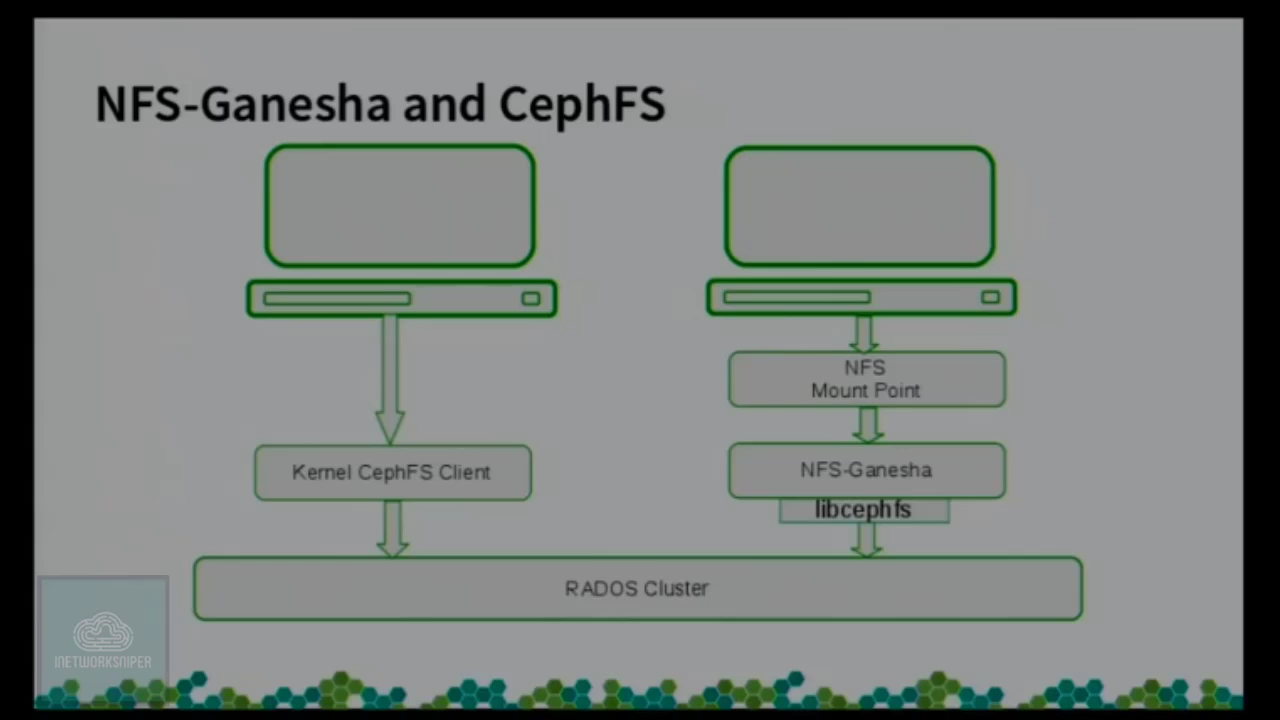 NFS-Ganesha and CephFS
NFS
Mount Point
Kernel CephFS Client
NFS-Ganesha
libcephfs
RADOS Cluster
INETWORKSNIPER